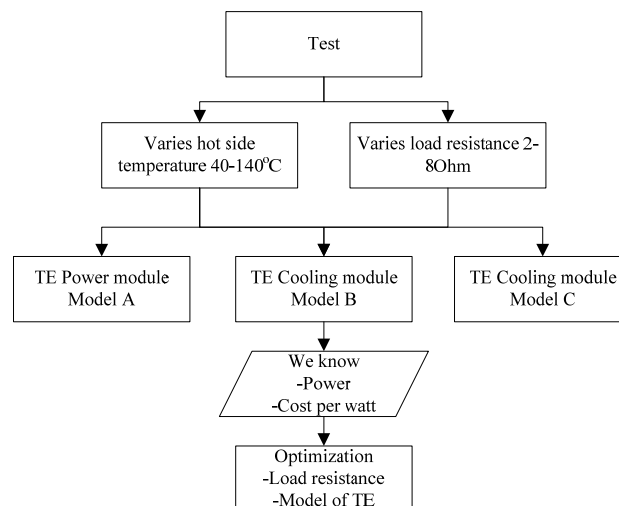 Test
Varies hot side
temperature 40-140°C
Varies load resistance 2-
8Ohm
TE Power module
Model A
TE Cooling module
Model B
TE Cooling module
Model C
We know
-Power
-Cost per watt
Optimization
-Load resistance
-Model of TE